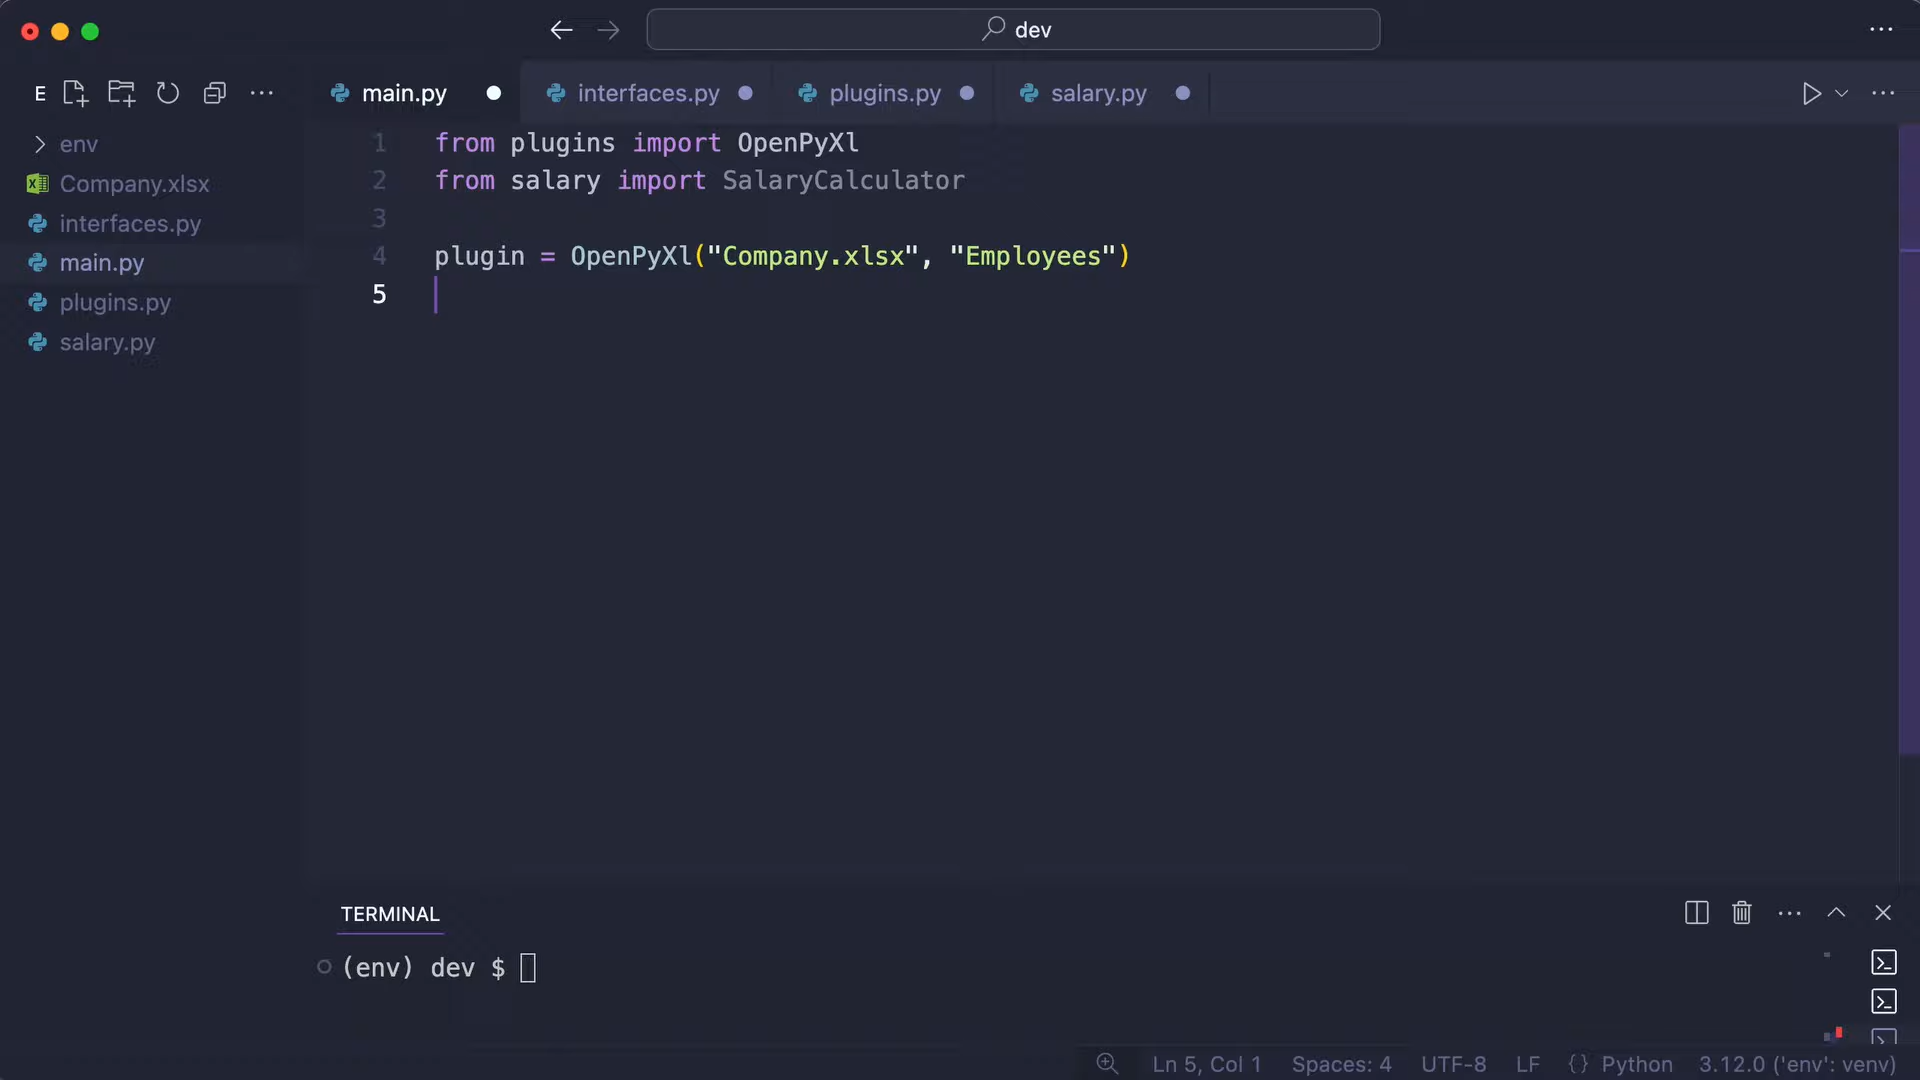 dev
E
main.py
interfaces.py
plugins.py
salary.py
env
Company.xlsx
interfaces.py
main.py
plugins.py
salary.py
1 from plugins import OpenPyXl
2 from salary import SalaryCalculator
3
4 plugin = OpenPyXl("Company.xlsx", "Employees")
5
TERMINAL
(env) dev $
Ln 5, Col 1 Spaces: 4 UTF-8 LF {} Python 3.12.0 ('env': venv)